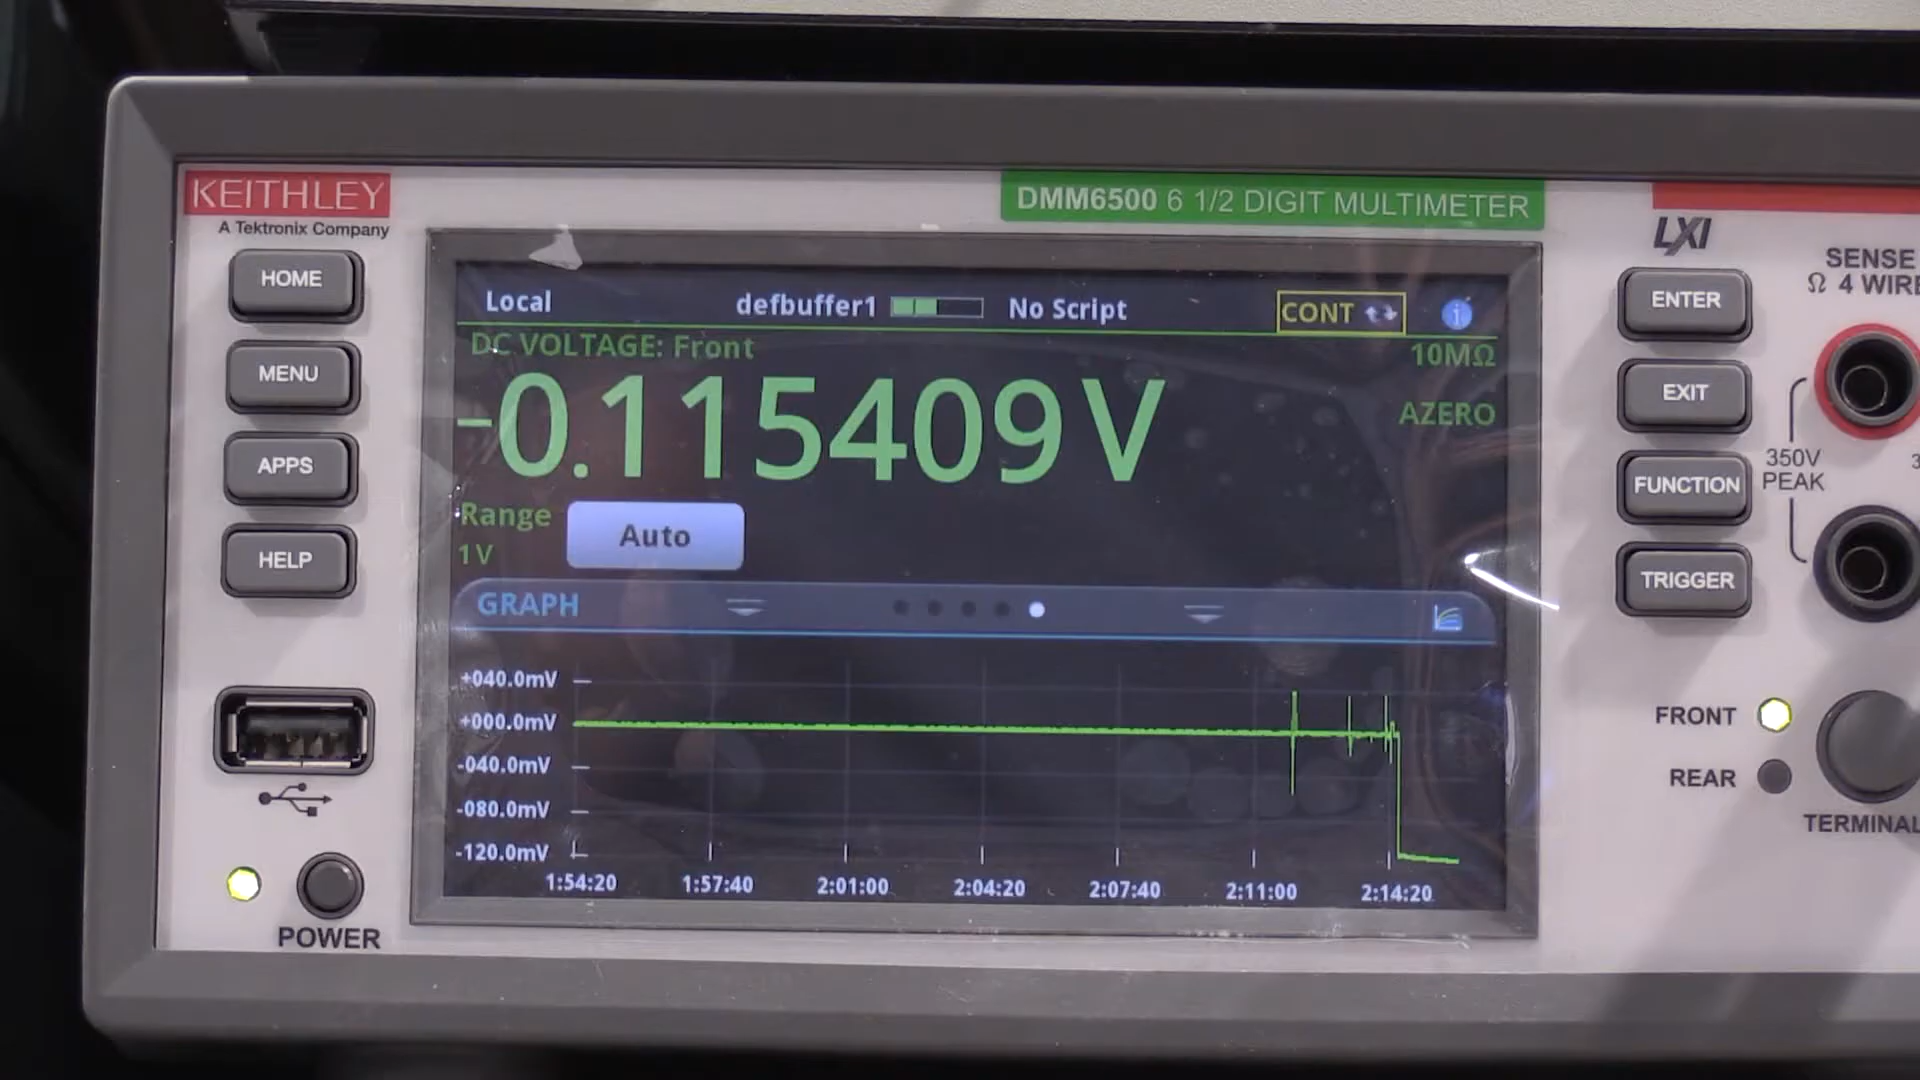 KEITHLEY
A Tektronix Company
DMM6500 6 1/2 DIGIT MULTIMETER
LXI
HOME
MENU
APPS
HELP
POWER
Local defbuffer1 No Script CONT
DC VOLTAGE: Front 10MΩ
-0.115409 V AZERO
Range
1V
Auto
GRAPH
+040.0mV
+000.0mV
-040.0mV
-080.0mV
-120.0mV
1:54:20 1:57:40 2:01:00 2:04:20 2:07:40 2:11:00 2:14:20
ENTER
EXIT
FUNCTION
TRIGGER
SENSE
Ω 4 WIRE
350V
PEAK
FRONT
REAR
TERMINAL